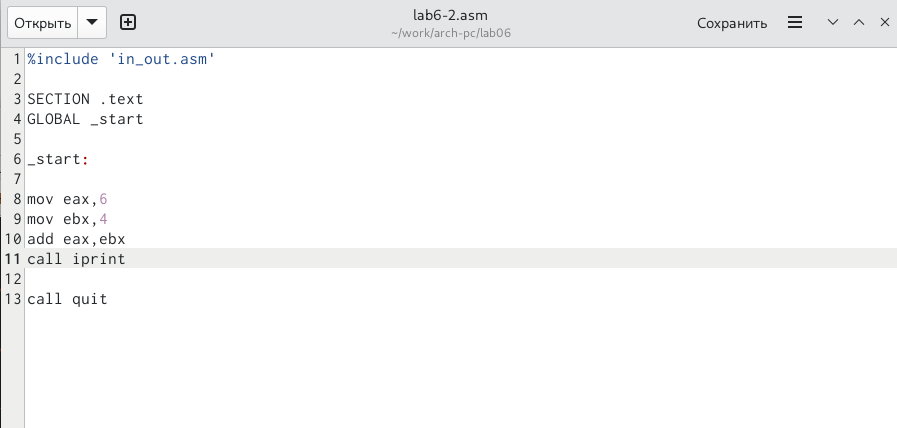 Открыть
lab6-2.asm
~/work/arch-pc/lab06
Сохранить
1 %include 'in_out.asm'
2
3 SECTION .text
4 GLOBAL _start
5
6 _start:
7
8 mov eax,6
9 mov ebx,4
10 add eax,ebx
11 call iprint
12
13 call quit